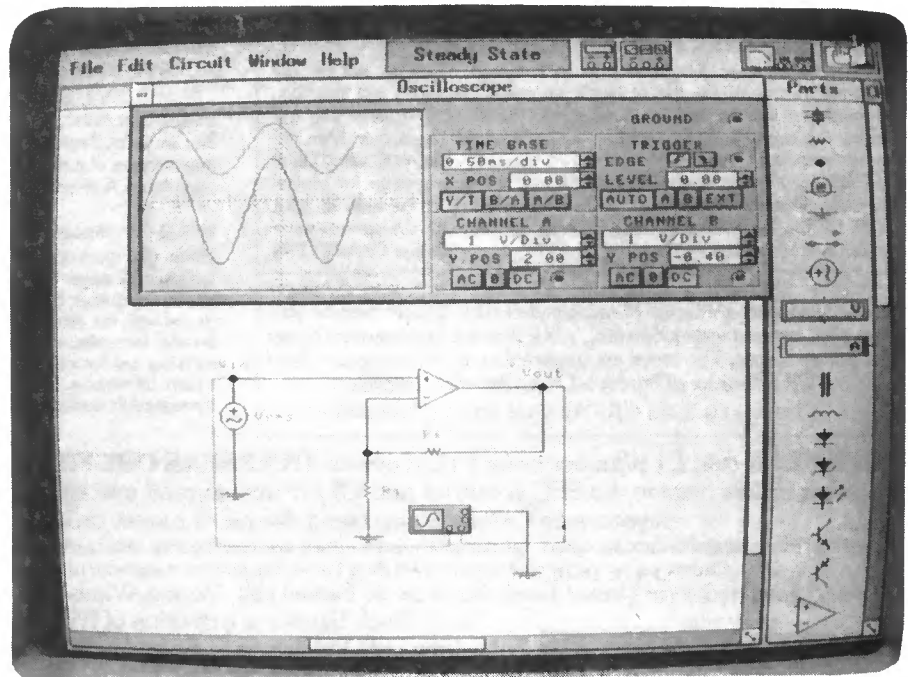 File Edit Circuit Window Help
Steady State
Oscilloscope
Parts
GROUND
TIME BASE
0.50ms/div
X POS 0.00
Y/T B/A A/B
TRIGGER
EDGE
LEVEL 0.00
AUTO A B EXT
CHANNEL A
1 V/Div
Y POS 2.00
AC 0 DC
CHANNEL B
1 V/Div
Y POS -0.40
AC 0 DC
V
A
Vout